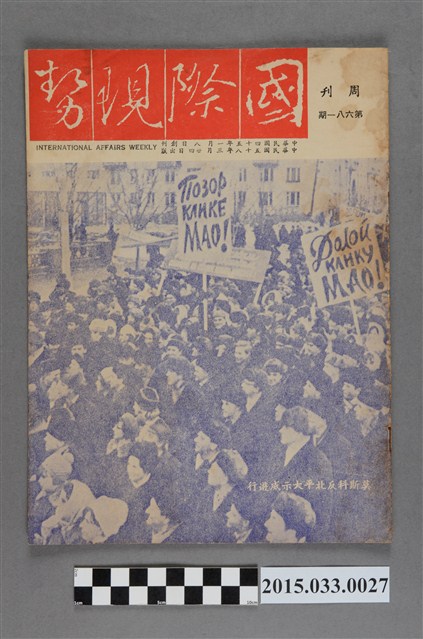 國際現勢
周刊
第六八一期
INTERNATIONAL AFFAIRS WEEKLY
中華民國四十五年一月八日創刊
中華民國五十八年三月廿四日出版
Позор
КЛИКЕ
МАО!
Долой
КЛИКУ
МАО!
莫斯科反北平大示威遊行
2015.033.0027